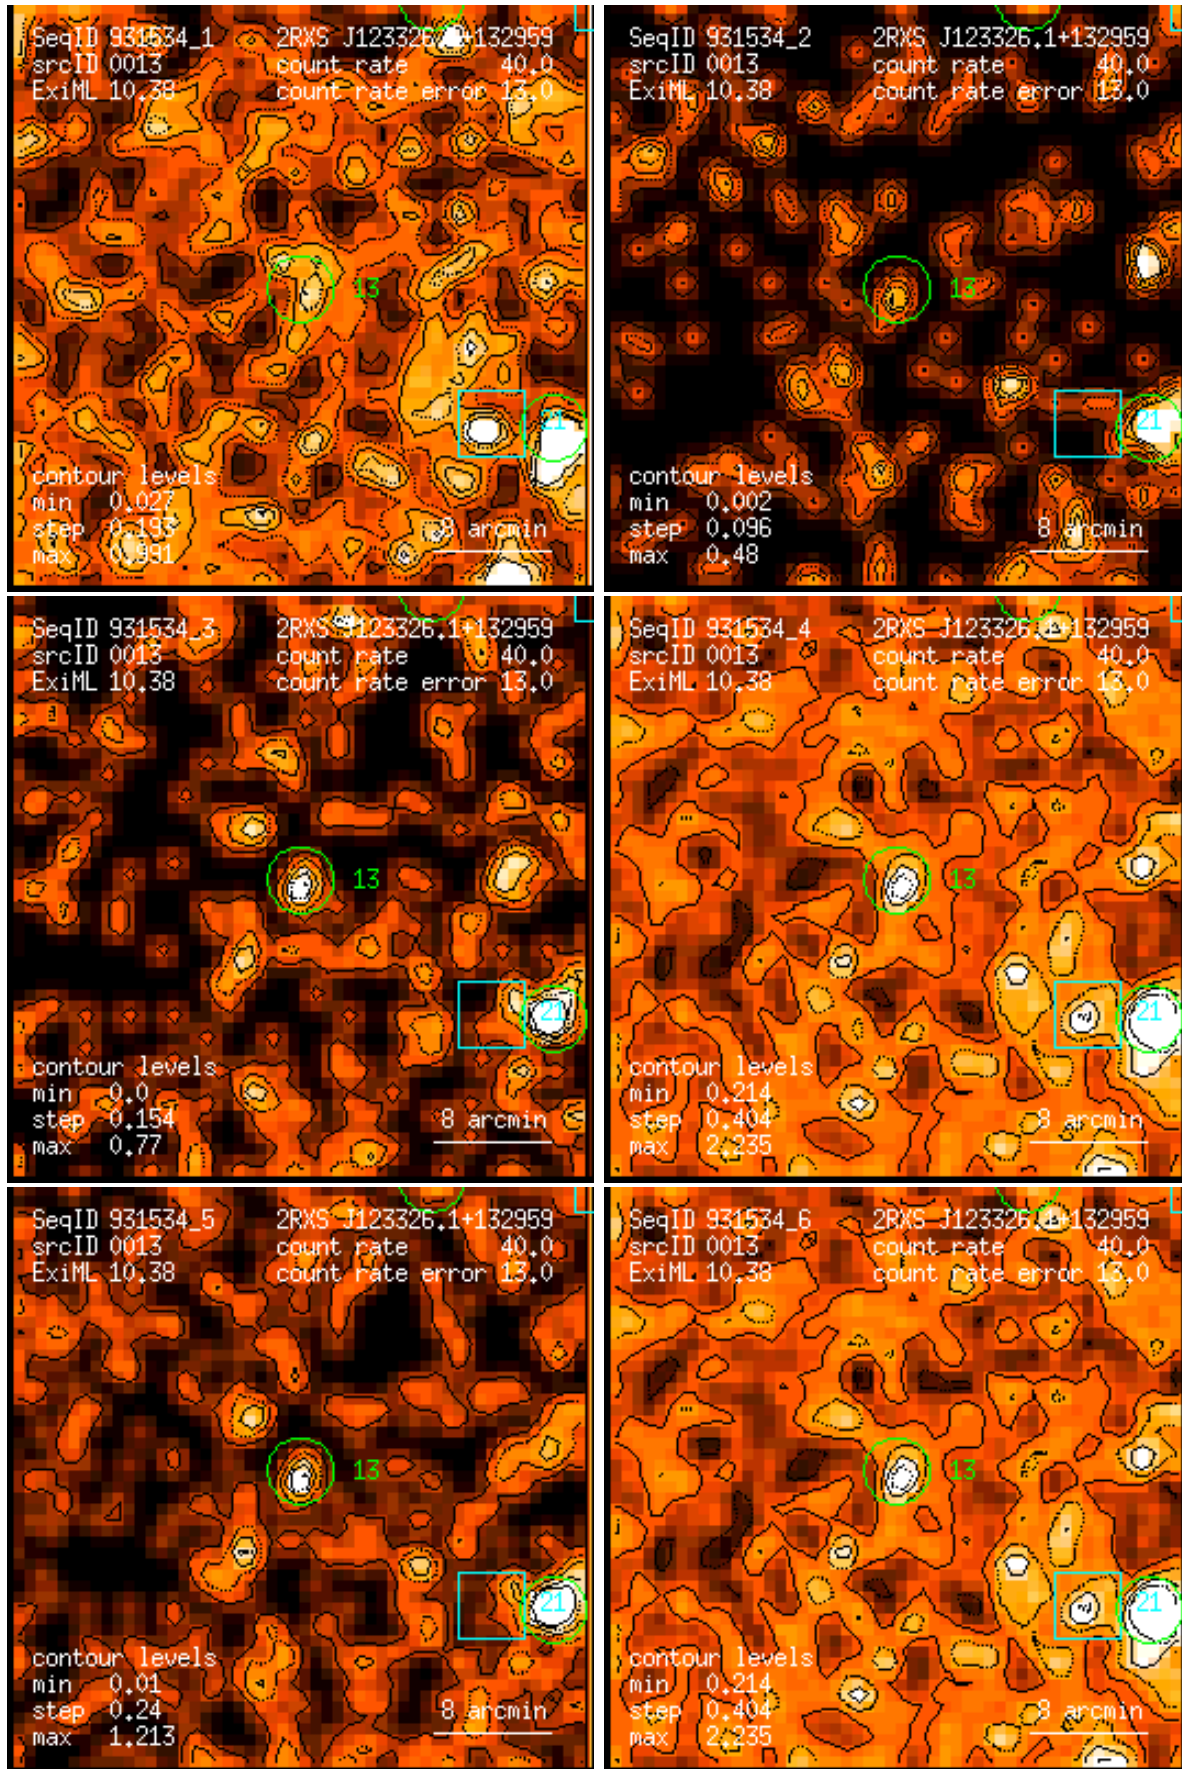 SeqID 931534_1 2RXS J123326.1+132959
srcID 0013 count rate 40.0
ExiML 10.38 count rate error 13.0
13
21
contour levels
min 0.027
step 0.193 8 arcmin
max 0.991
SeqID 931534_2 2RXS J123326.1+132959
srcID 0013 count rate 40.0
ExiML 10.38 count rate error 13.0
13
21
contour levels
min 0.002
step 0.096 8 arcmin
max 0.48
SeqID 931534_3 2RXS J123326.1+132959
srcID 0013 count rate 40.0
ExiML 10.38 count rate error 13.0
13
21
contour levels
min 0.0
step 0.154 8 arcmin
max 0.77
SeqID 931534_4 2RXS J123326.1+132959
srcID 0013 count rate 40.0
ExiML 10.38 count rate error 13.0
13
21
contour levels
min 0.214
step 0.404 8 arcmin
max 2.235
SeqID 931534_5 2RXS J123326.1+132959
srcID 0013 count rate 40.0
ExiML 10.38 count rate error 13.0
13
21
contour levels
min 0.01
step 0.24 8 arcmin
max 1.213
SeqID 931534_6 2RXS J123326.1+132959
srcID 0013 count rate 40.0
ExiML 10.38 count rate error 13.0
13
21
contour levels
min 0.214
step 0.404 8 arcmin
max 2.235